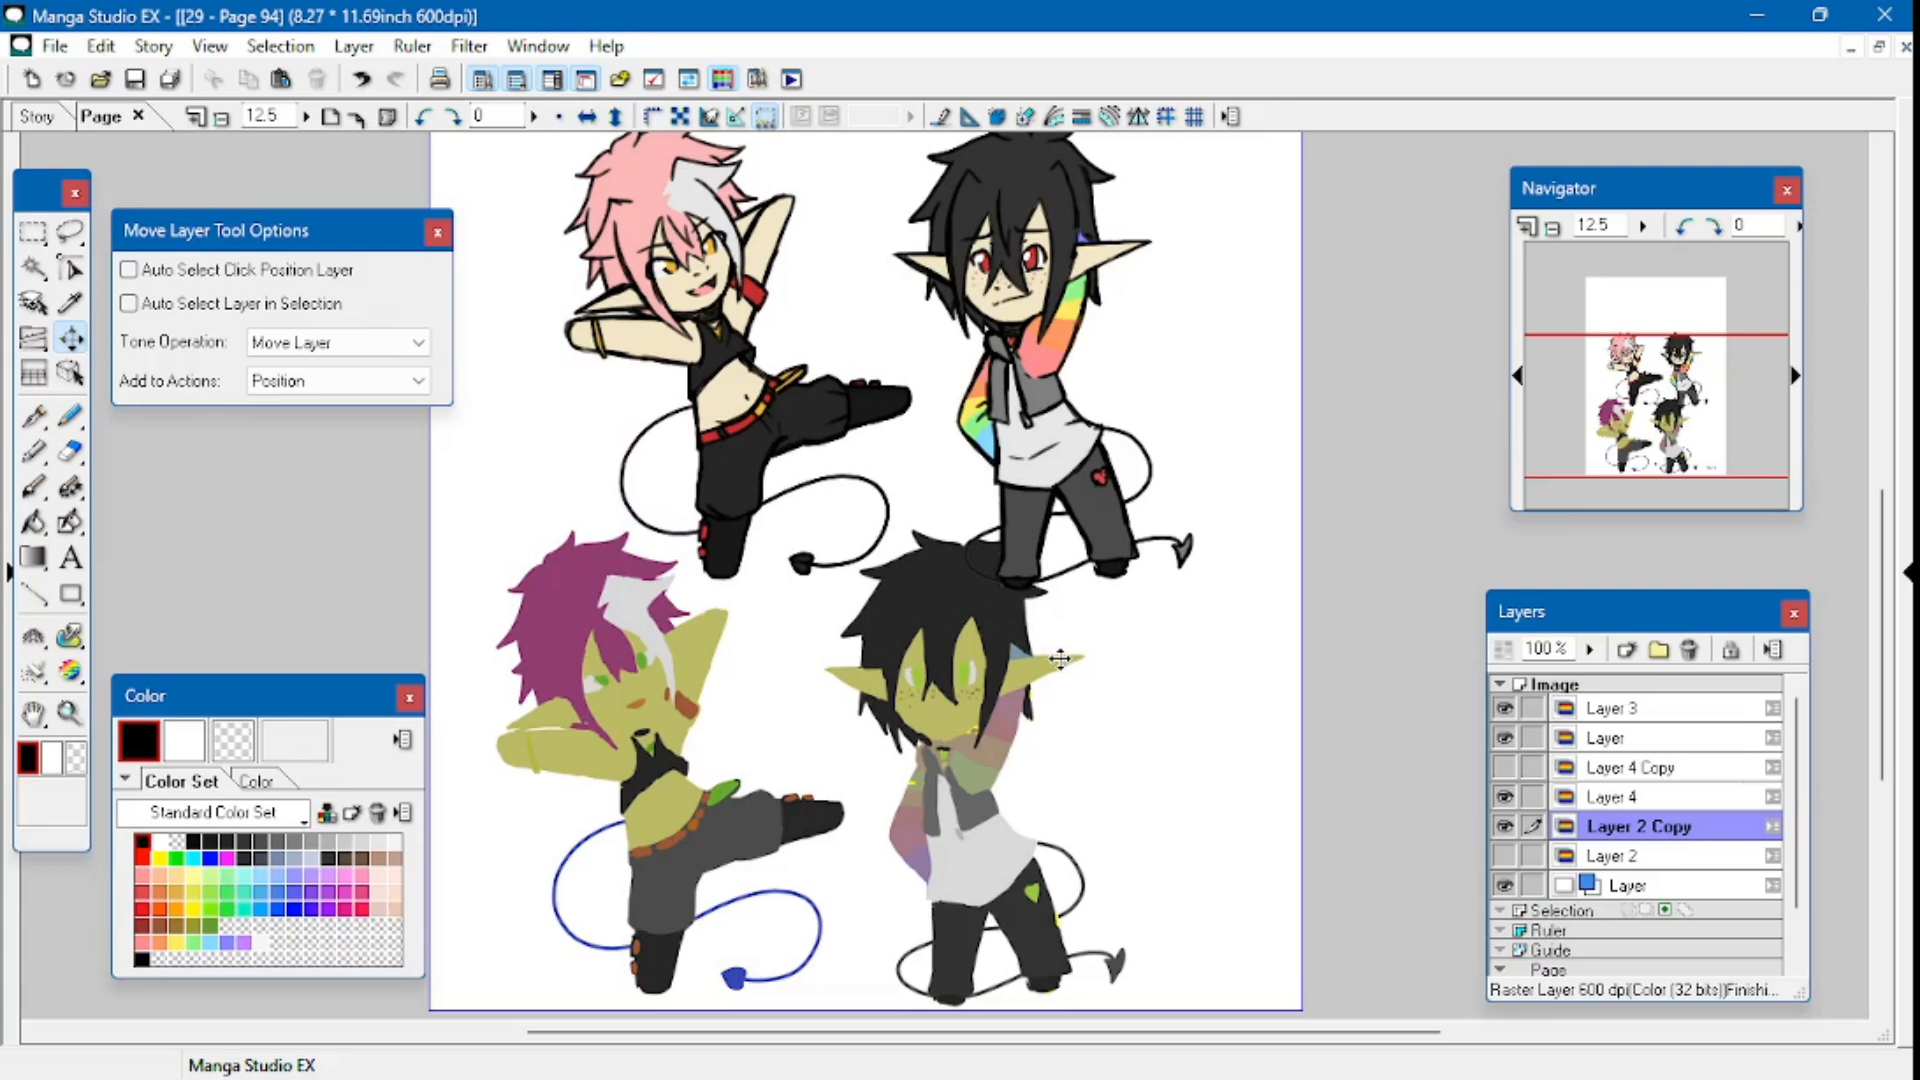 Manga Studio EX - [[29 - Page 94] (8.27 * 11.69inch 600dpi)]
File Edit Story View Selection Layer Ruler Filter Window Help
Story Page 12.5 0
Move Layer Tool Options
Auto Select Click Position Layer
Auto Select Layer in Selection
Tone Operation: Move Layer
Add to Actions: Position
A
Color
Color Set Color
Standard Color Set
Navigator
12.5 0
Layers
100 %
Image
Layer 3
Layer
Layer 4 Copy
Layer 4
Layer 2 Copy
Layer 2
Layer
Selection
Ruler
Guide
Page
Raster Layer 600 dpi(Color (32 bits))Finishi...
Manga Studio EX